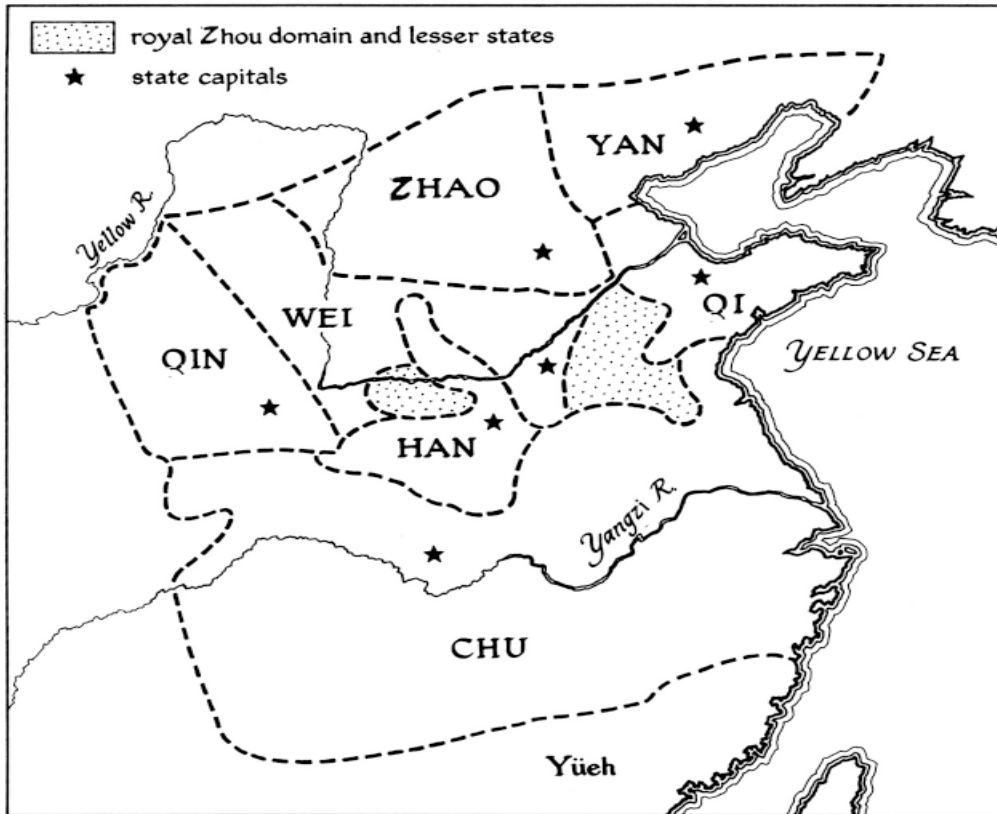 royal Zhou domain and lesser states
state capitals
YAN
ZHAO
Yellow R.
QI
WEI
YELLOW SEA
QIN
HAN
Yangzi R.
CHU
Yüeh